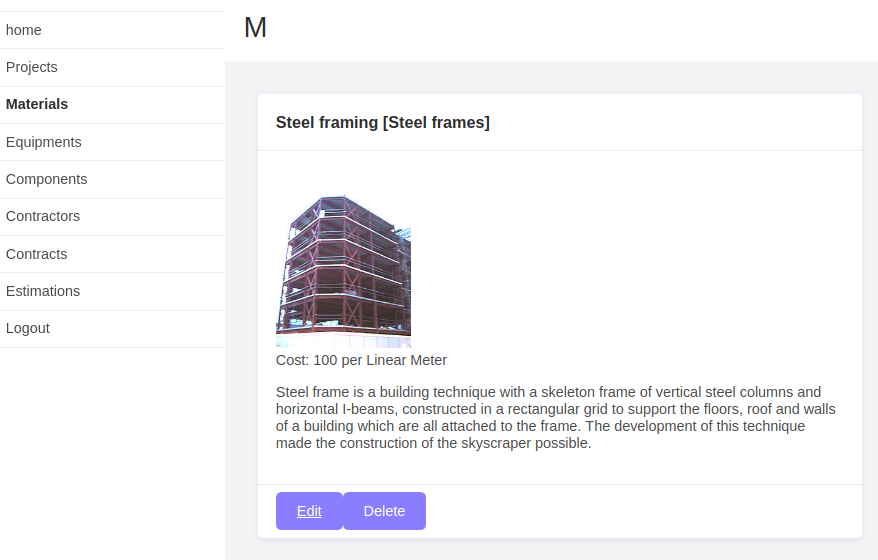 home
Projects
Materials
Equipments
Components
Contractors
Contracts
Estimations
Logout
M
Steel framing [Steel frames]
Cost: 100 per Linear Meter
Steel frame is a building technique with a skeleton frame of vertical steel columns and
horizontal I-beams, constructed in a rectangular grid to support the floors, roof and walls
of a building which are all attached to the frame. The development of this technique
made the construction of the skyscraper possible.
Edit
Delete